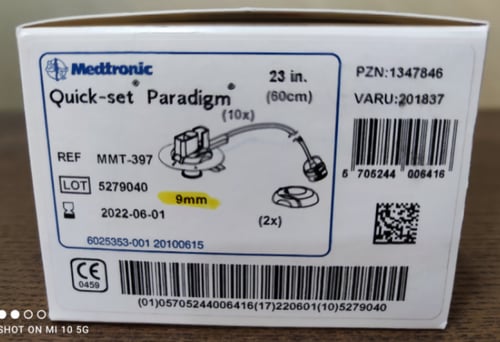 Medtronic
Quick-set® Paradigm®
23 in.
(60cm)
(10x)
REF MMT-397
LOT 5279040
2022-06-01
9mm
(2x)
6025353-001 20100615
PZN:1347846
VARU:201837
5 705244 006416
CE
0459
(01)05705244006416(17)220601(10)5279040
SHOT ON MI 10 5G